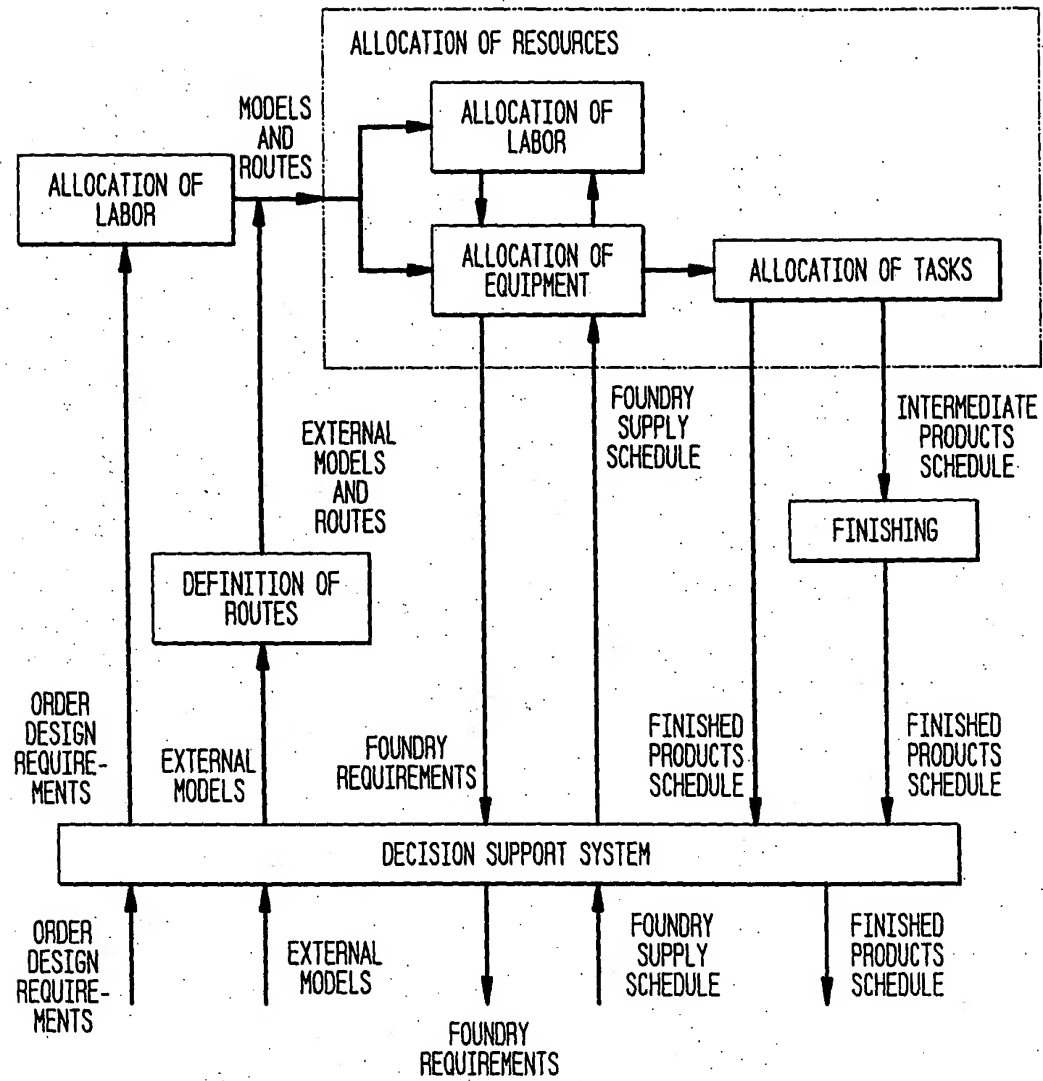 ALLOCATION OF RESOURCES
MODELS
AND
ROUTES
ALLOCATION OF
LABOR
ALLOCATION OF
LABOR
ALLOCATION OF
EQUIPMENT
ALLOCATION OF TASKS
EXTERNAL
MODELS
AND
ROUTES
FOUNDRY
SUPPLY
SCHEDULE
INTERMEDIATE
PRODUCTS
SCHEDULE
FINISHING
DEFINITION OF
ROUTES
ORDER
DESIGN
REQUIRE-
MENTS
EXTERNAL
MODELS
FOUNDRY
REQUIREMENTS
FINISHED
PRODUCTS
SCHEDULE
FINISHED
PRODUCTS
SCHEDULE
DECISION SUPPORT SYSTEM
ORDER
DESIGN
REQUIRE-
MENTS
EXTERNAL
MODELS
FOUNDRY
REQUIREMENTS
FOUNDRY
SUPPLY
SCHEDULE
FINISHED
PRODUCTS
SCHEDULE